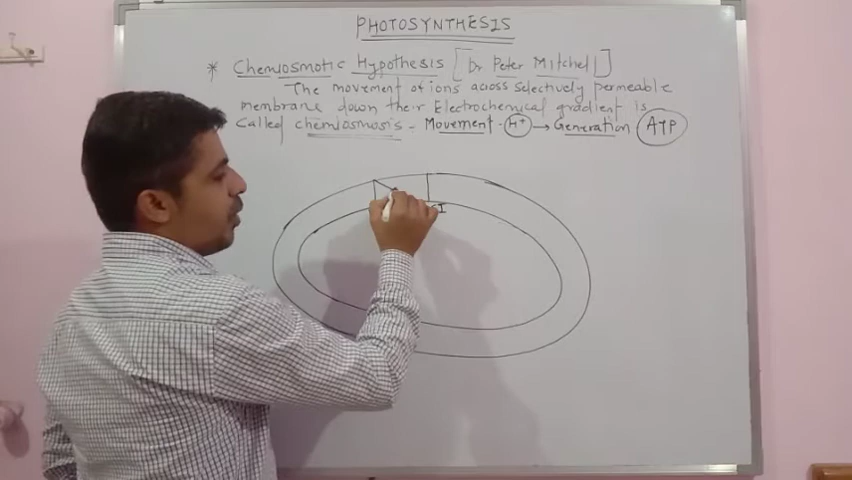 PHOTOSYNTHESIS
* Chemiosmotic Hypothesis [Dr Peter Mitchel]
The movement of ions across selectively permeable
membrane down their Electrochemical gradient is
called chemiosmosis. Movement - H+ → Generation ATP